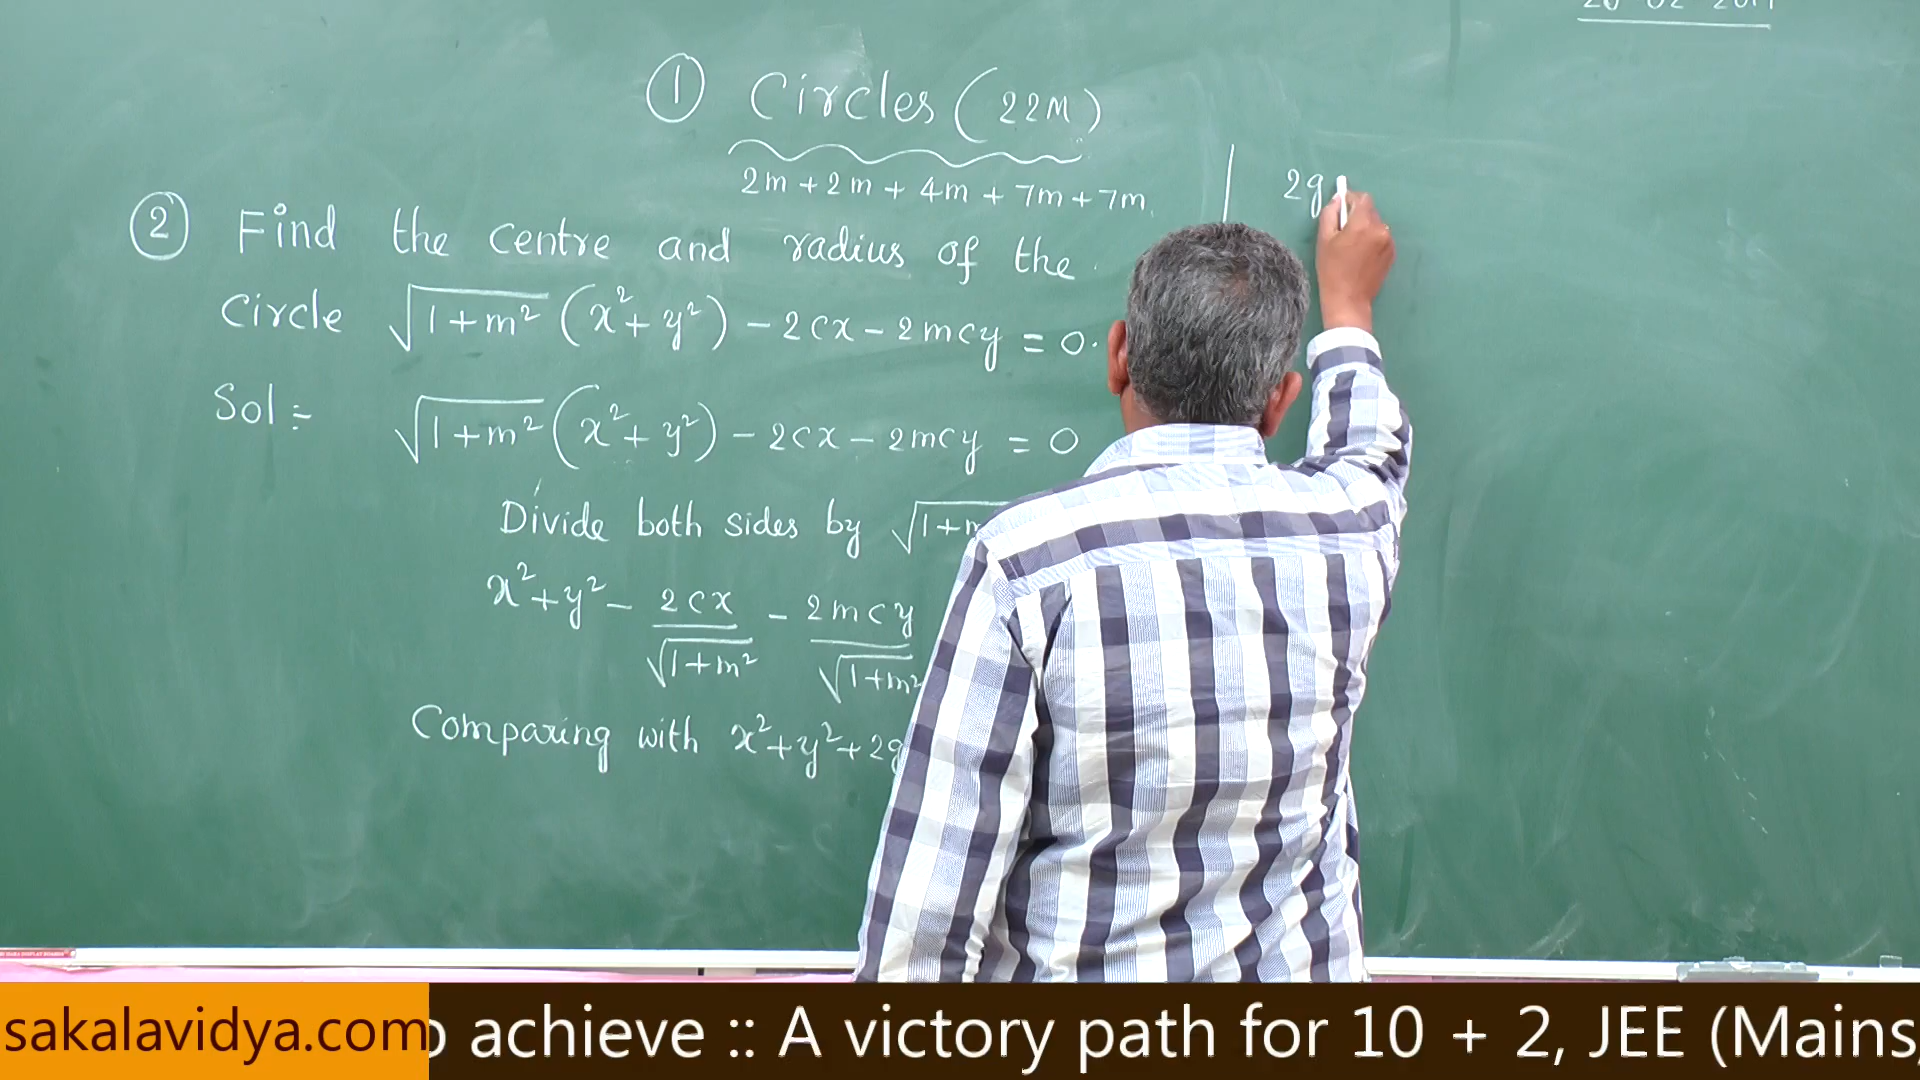 ① Circles (22M)
2m + 2m + 4m + 7m + 7m.
② Find the centre and radius of the
Circle √(1+m²) (x²+y²) – 2cx – 2mcy = 0.
Sol:
√(1+m²) (x²+y²) – 2cx – 2mcy = 0
Divide both sides by √1+m
x²+y² – 2cx/√(1+m²) – 2mcy/√(1+m²)
Comparing with x²+y²+2g
2g
sakalavidya.com
o achieve :: A victory path for 10 + 2, JEE (Mains,